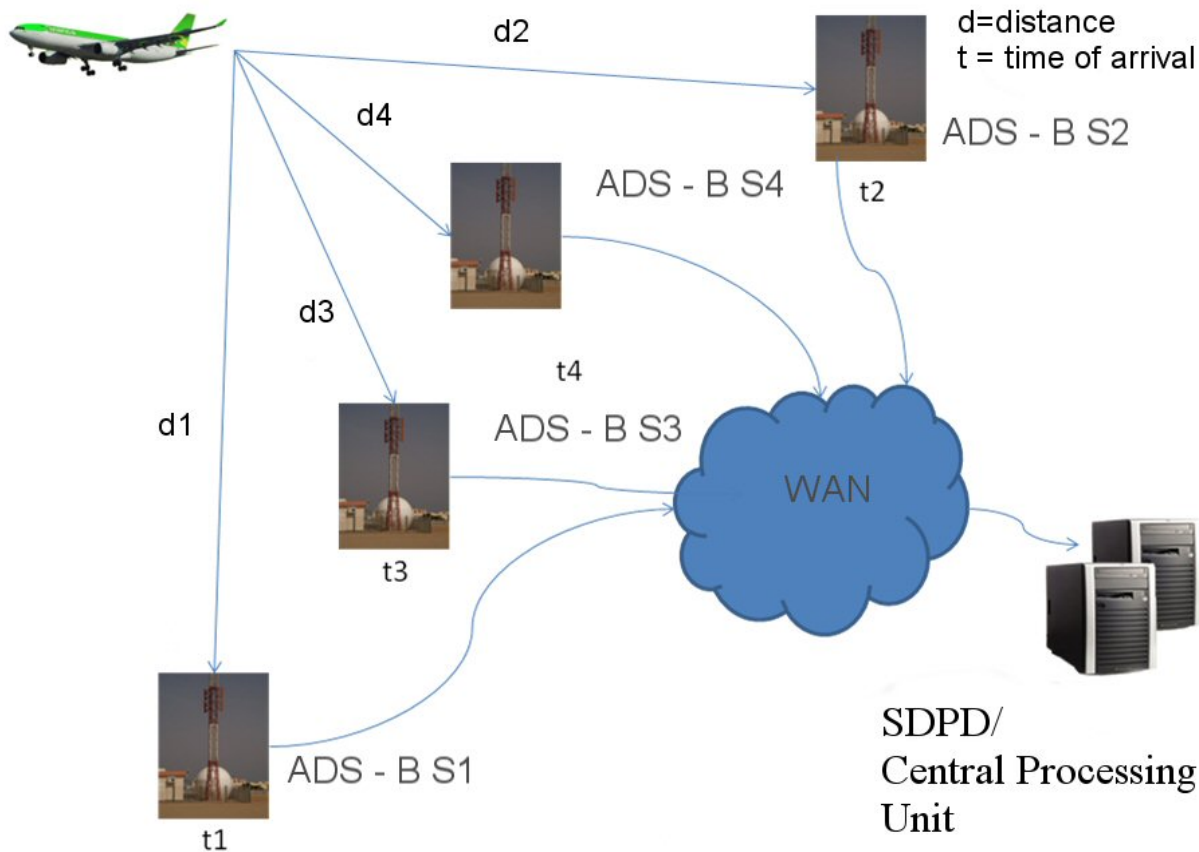 d2
d=distance
t = time of arrival
d4
ADS - B S2
ADS - B S4
t2
d3
t4
d1
ADS - B S3
WAN
t3
SDPD/
Central Processing
Unit
ADS - B S1
t1